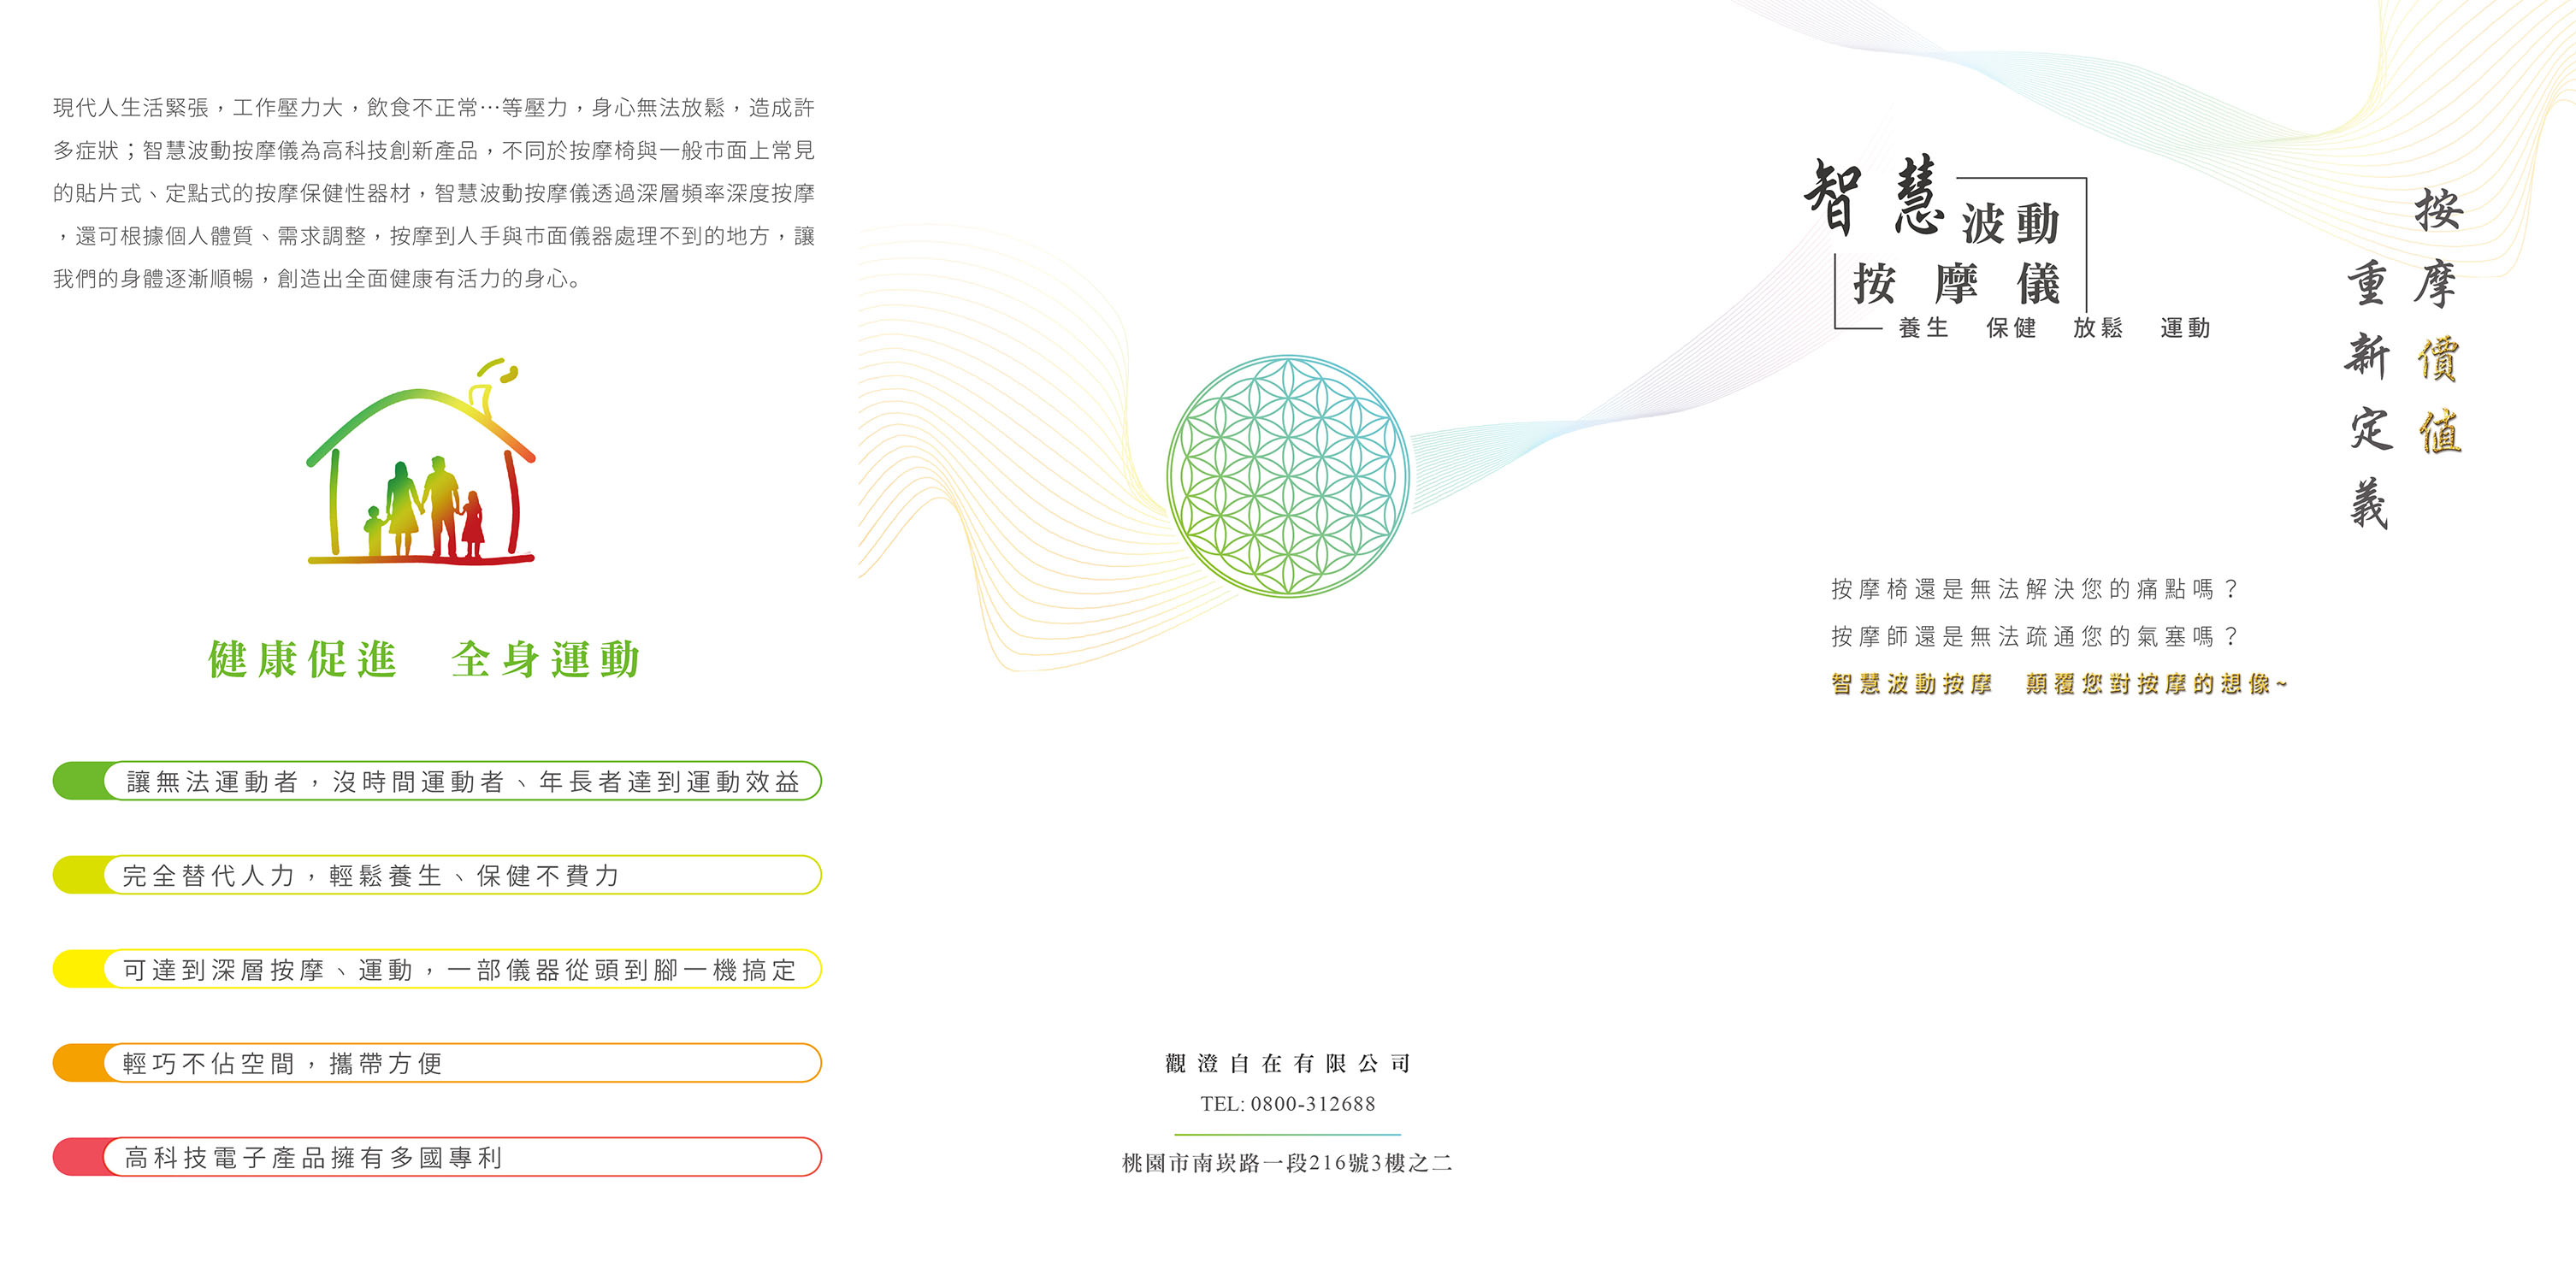 現代人生活緊張，工作壓力大，飲食不正常…等壓力，身心無法放鬆，造成許
多症狀；智慧波動按摩儀為高科技創新產品，不同於按摩椅與一般市面上常見
的貼片式、定點式的按摩保健性器材，智慧波動按摩儀透過深層頻率深度按摩
，還可根據個人體質、需求調整，按摩到人手與市面儀器處理不到的地方，讓
我們的身體逐漸順暢，創造出全面健康有活力的身心。
健康促進　全身運動
讓無法運動者，沒時間運動者、年長者達到運動效益
完全替代人力，輕鬆養生、保健不費力
可達到深層按摩、運動，一部儀器從頭到腳一機搞定
輕巧不佔空間，攜帶方便
高科技電子產品擁有多國專利
觀澄自在有限公司
TEL: 0800-312688
桃園市南崁路一段216號3樓之二
智慧波動
按摩儀
養生　保健　放鬆　運動
按摩價值
重新定義
按摩椅還是無法解決您的痛點嗎？
按摩師還是無法疏通您的氣塞嗎？
智慧波動按摩　顛覆您對按摩的想像~